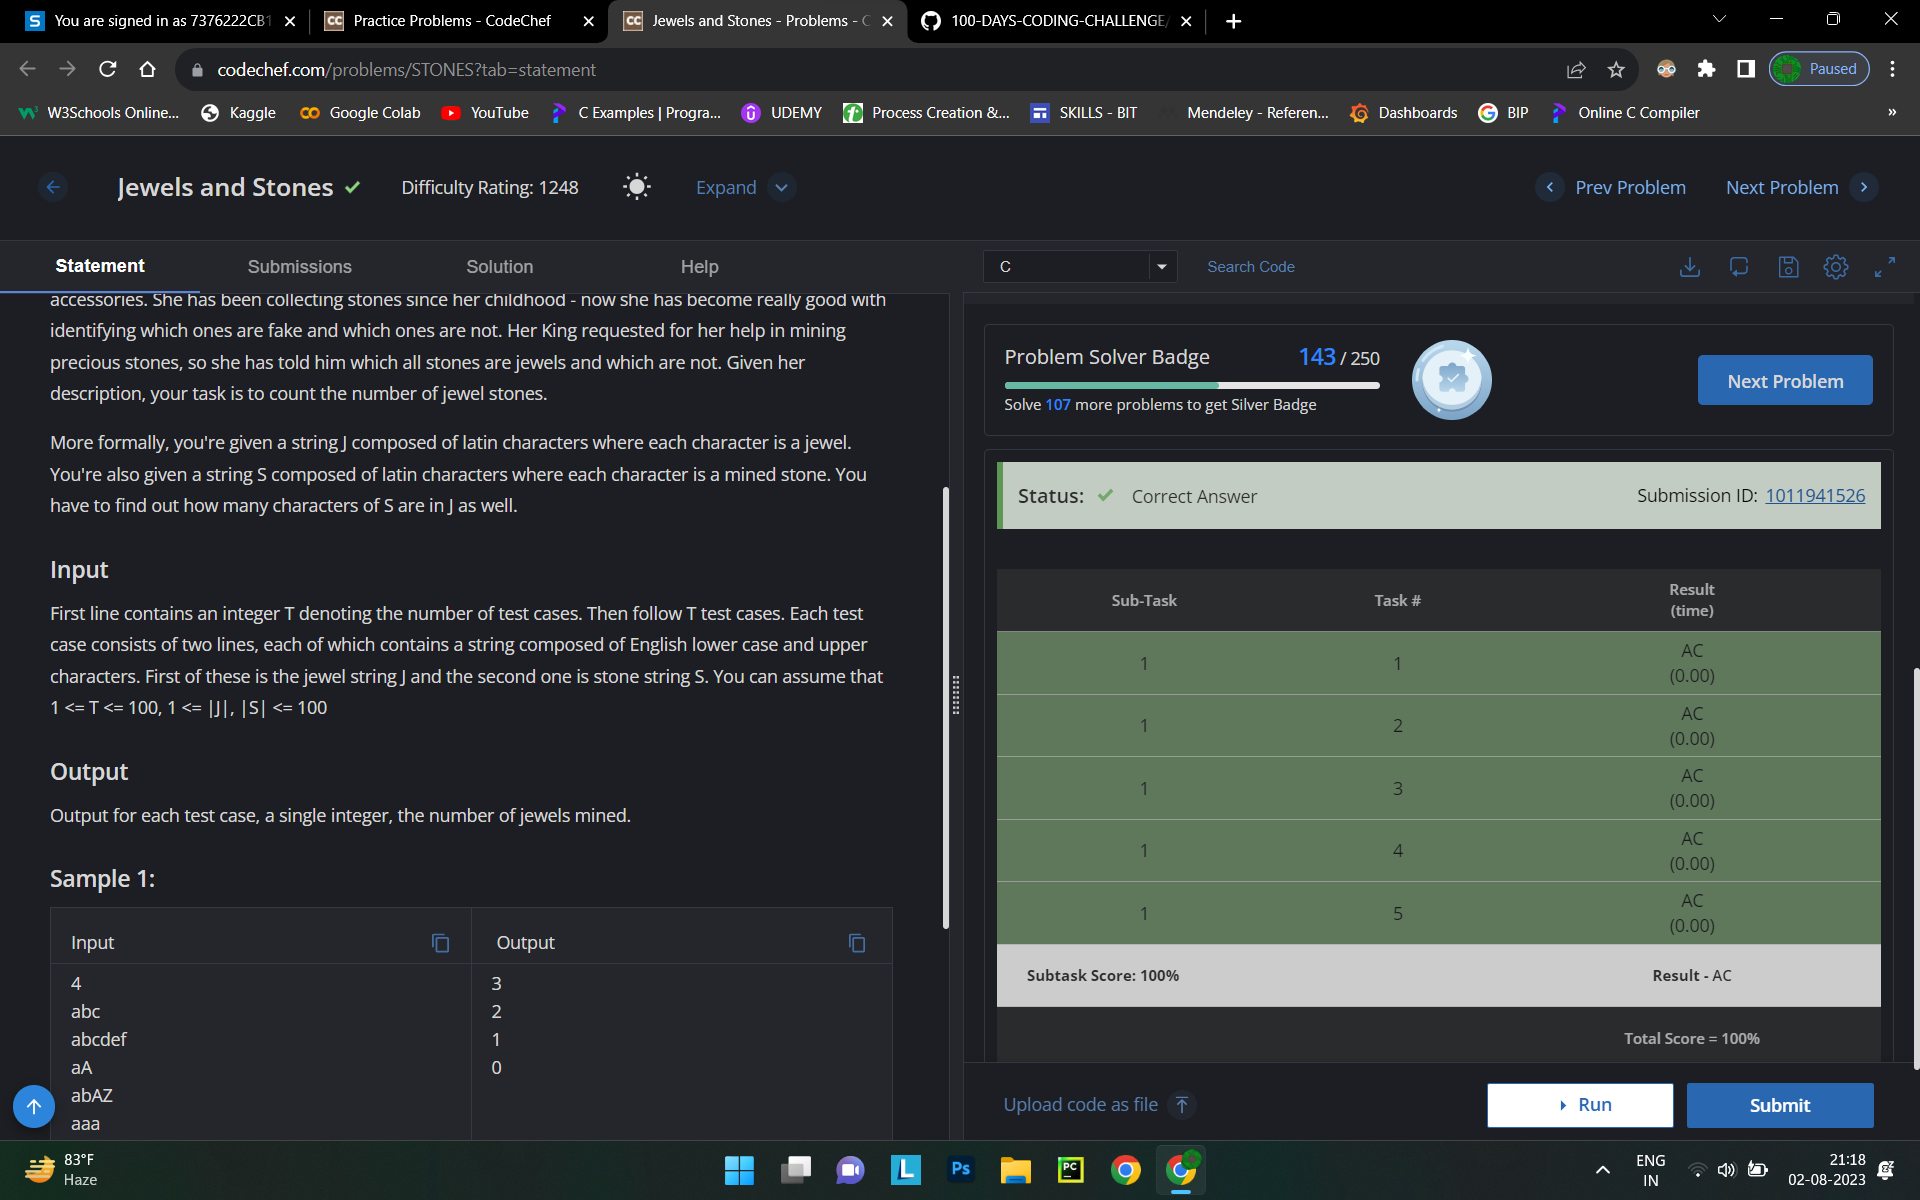 You are signed in as 7376222CB1
Practice Problems - CodeChef
Jewels and Stones - Problems - C
100-DAYS-CODING-CHALLENGE/
codechef.com/problems/STONES?tab=statement
Paused
W3Schools Online...
Kaggle
Google Colab
YouTube
C Examples | Progra...
UDEMY
Process Creation &...
SKILLS - BIT
Mendeley - Referen...
Dashboards
BIP
Online C Compiler
»
Jewels and Stones
Difficulty Rating: 1248
Expand
Prev Problem
Next Problem
Statement
Submissions
Solution
Help
C
Search Code
accessories. She has been collecting stones since her childhood - now she has become really good with
identifying which ones are fake and which ones are not. Her King requested for her help in mining
precious stones, so she has told him which all stones are jewels and which are not. Given her
description, your task is to count the number of jewel stones.
More formally, you're given a string J composed of latin characters where each character is a jewel.
You're also given a string S composed of latin characters where each character is a mined stone. You
have to find out how many characters of S are in J as well.
Input
First line contains an integer T denoting the number of test cases. Then follow T test cases. Each test
case consists of two lines, each of which contains a string composed of English lower case and upper
characters. First of these is the jewel string J and the second one is stone string S. You can assume that
1 <= T <= 100, 1 <= |J|, |S| <= 100
Output
Output for each test case, a single integer, the number of jewels mined.
Sample 1:
Input
Output
4
3
abc
2
abcdef
1
aA
0
abAZ
aaa
Problem Solver Badge
143 / 250
Solve 107 more problems to get Silver Badge
Next Problem
Status:
Correct Answer
Submission ID: 1011941526
Sub-Task
Task #
Result
(time)
1
1
AC
(0.00)
1
2
AC
(0.00)
1
3
AC
(0.00)
1
4
AC
(0.00)
1
5
AC
(0.00)
Subtask Score: 100%
Result - AC
Total Score = 100%
Upload code as file
Run
Submit
83°F
Haze
Ps
PC
ENG
IN
21:18
02-08-2023